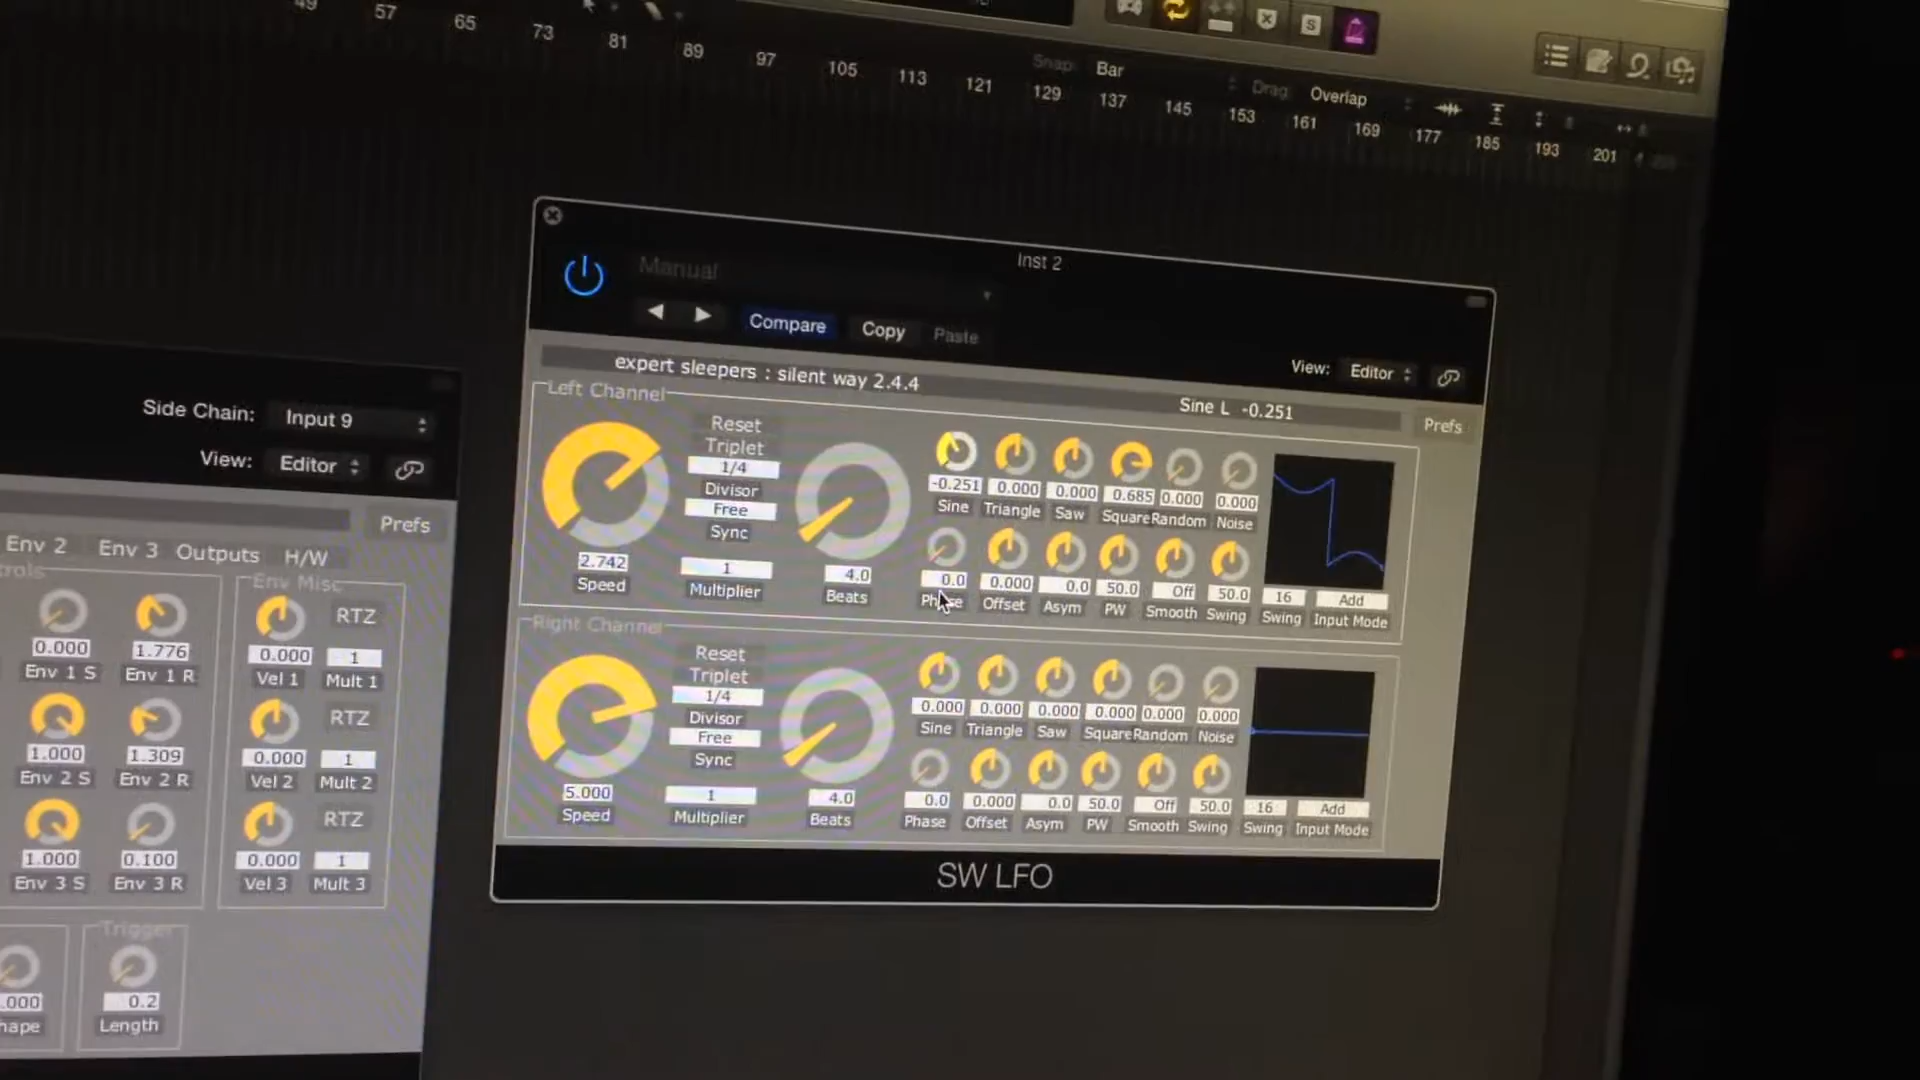 49 57 65 73 81 89 97 105 113 121 129 137 145 153 161 169 177 185 193 201
Snap: Bar Drag: Overlap
S
Inst 2
Manual
Compare Copy Paste
View: Editor
expert sleepers : silent way 2.4.4
Sine L -0.251
Prefs
Left Channel
Reset
Triplet
1/4
Divisor
Free
Sync
2.742
Speed
1
Multiplier
4.0
Beats
-0.251 0.000 0.000 0.685 0.000 0.000
Sine Triangle Saw Square Random Noise
0.0 0.000 0.0 50.0 Off 50.0 16 Add
Offset Asym PW Smooth Swing Swing Input Mode
Right Channel
Reset
Triplet
1/4
Divisor
Free
Sync
5.000
Speed
1
Multiplier
4.0
Beats
0.000 0.000 0.000 0.000 0.000 0.000
Sine Triangle Saw Square Random Noise
0.0 0.000 0.0 50.0 Off 50.0 16 Add
Phase Offset Asym PW Smooth Swing Swing Input Mode
SW LFO
Side Chain: Input 9
View: Editor
Prefs
Env 2 Env 3 Outputs H/W
Env Misc
0.000 1.776 0.000 RTZ 1
Env 1 S Env 1 R Vel 1 Mult 1
1.000 1.309 0.000 RTZ 1
Env 2 S Env 2 R Vel 2 Mult 2
1.000 0.100 0.000 RTZ 1
Env 3 S Env 3 R Vel 3 Mult 3
Trigger
0.2
Length